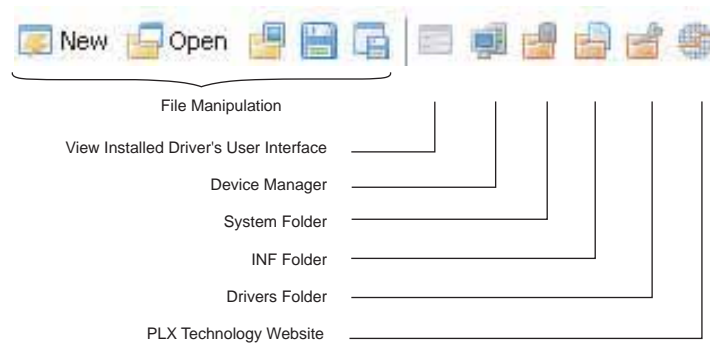 New Open
File Manipulation
View Installed Driver's User Interface
Device Manager
System Folder
INF Folder
Drivers Folder
PLX Technology Website